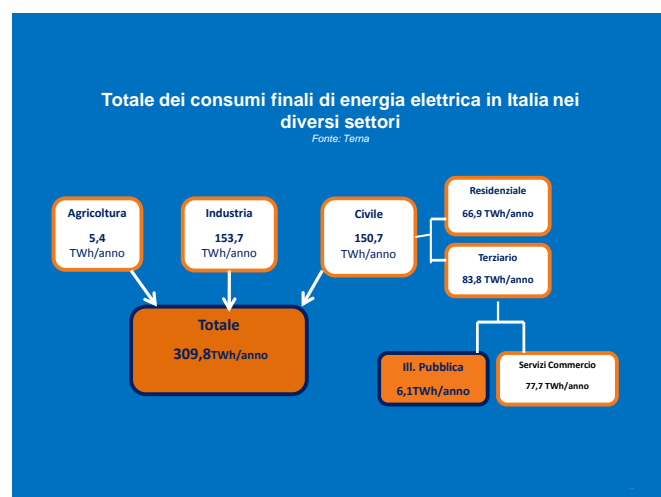 Totale dei consumi finali di energia elettrica in Italia nei
diversi settori
Fonte: Terna
Agricoltura
5,4
TWh/anno
Industria
153,7
TWh/anno
Civile
150,7
TWh/anno
Residenziale
66,9 TWh/anno
Terziario
83,8 TWh/anno
Totale
309,8TWh/anno
Ill. Pubblica
6,1TWh/anno
Servizi Commercio
77,7 TWh/anno